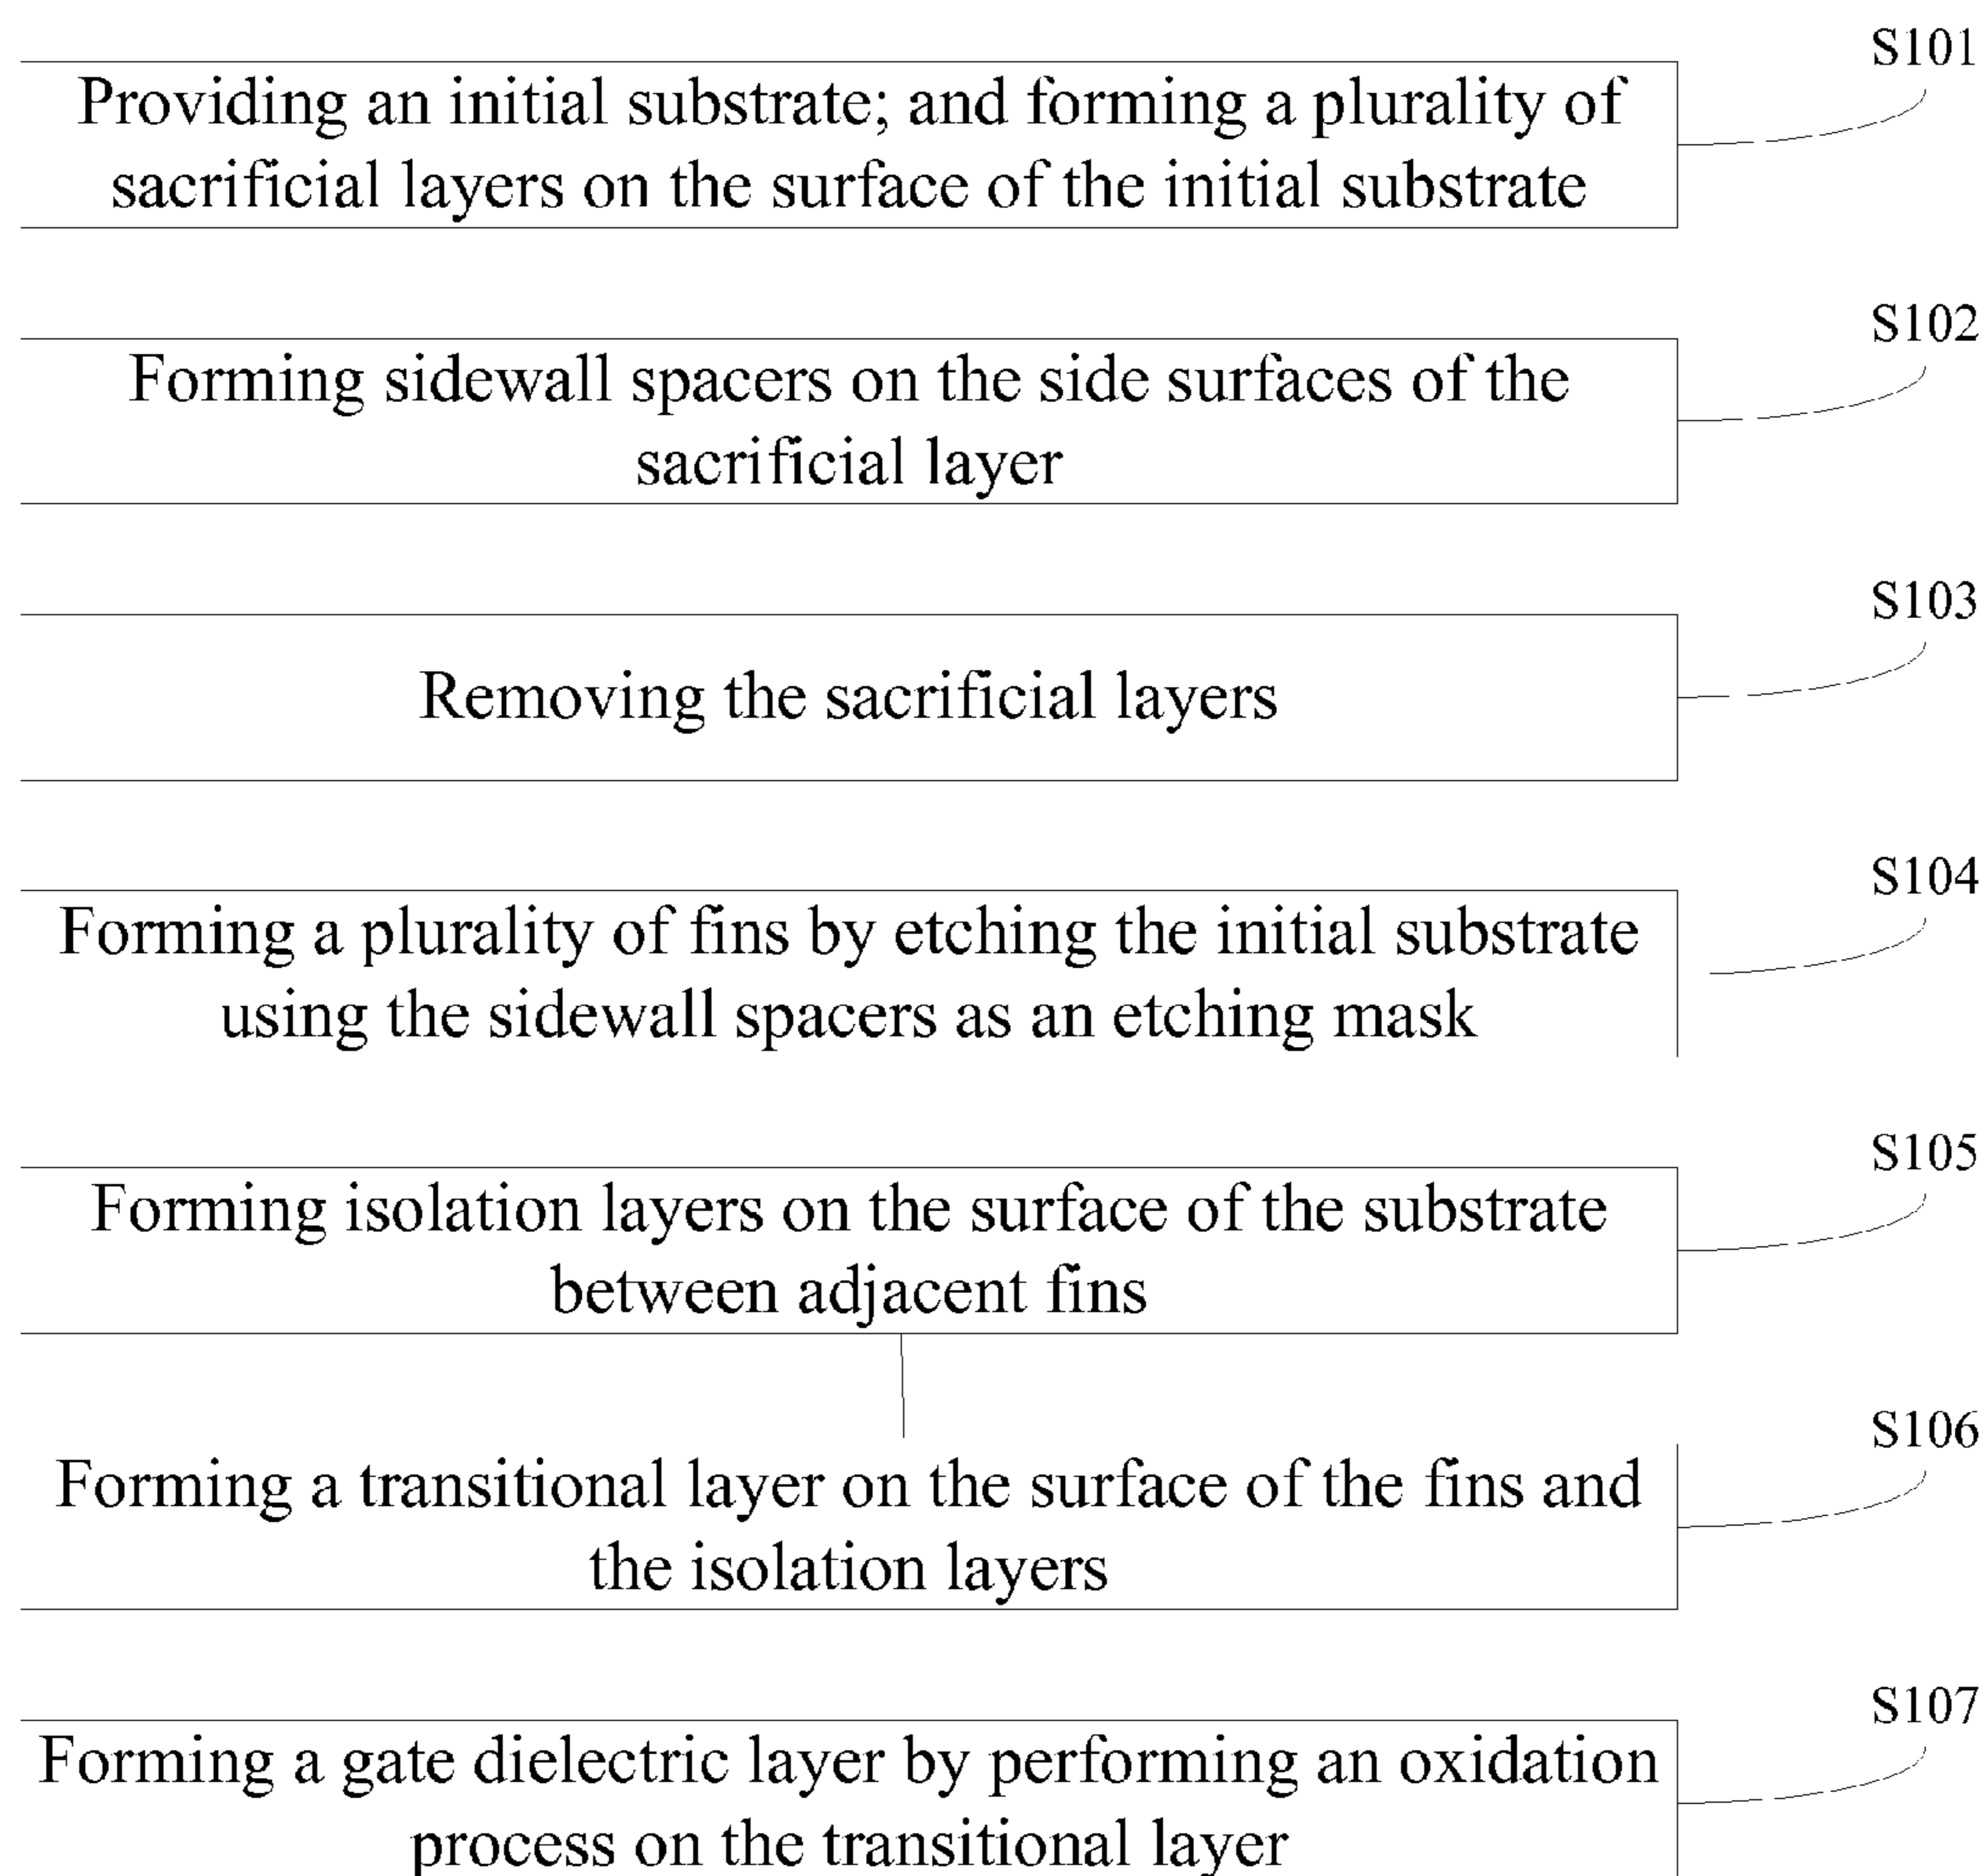 S101
Providing an initial substrate; and forming a plurality of
sacrificial layers on the surface of the initial substrate
S102
Forming sidewall spacers on the side surfaces of the
sacrificial layer
S103
Removing the sacrificial layers
S104
Forming a plurality of fins by etching the initial substrate
using the sidewall spacers as an etching mask
S105
Forming isolation layers on the surface of the substrate
between adjacent fins
S106
Forming a transitional layer on the surface of the fins and
the isolation layers
S107
Forming a gate dielectric layer by performing an oxidation
process on the transitional layer